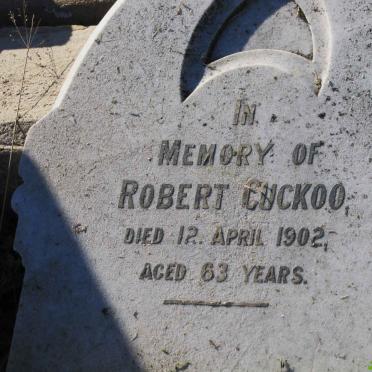 IN
MEMORY OF
ROBERT CUCKOO,
DIED 12. APRIL 1902,
AGED 63 YEARS.